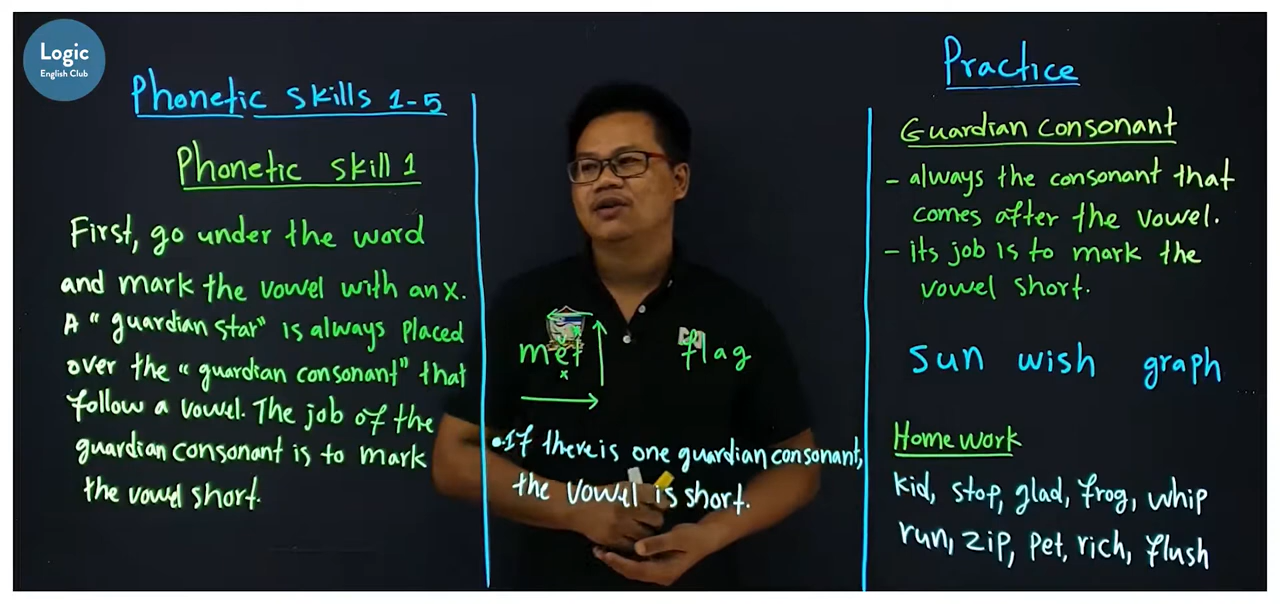 Logic
English Club
Phonetic skills 1-5
Phonetic skill 1
First, go under the word
and mark the vowel with an x.
A "guardian star" is always placed
over the "guardian consonant" that
follow a vowel. The job of the
guardian consonant is to mark
the vowel short.
met flag
x
•If there is one guardian consonant,
the vowel is short.
Practice
Guardian consonant
- always the consonant that
comes after the vowel.
- its job is to mark the
vowel short.
sun wish graph
Homework
kid, stop, glad, frog, whip
run, zip, pet, rich, flush